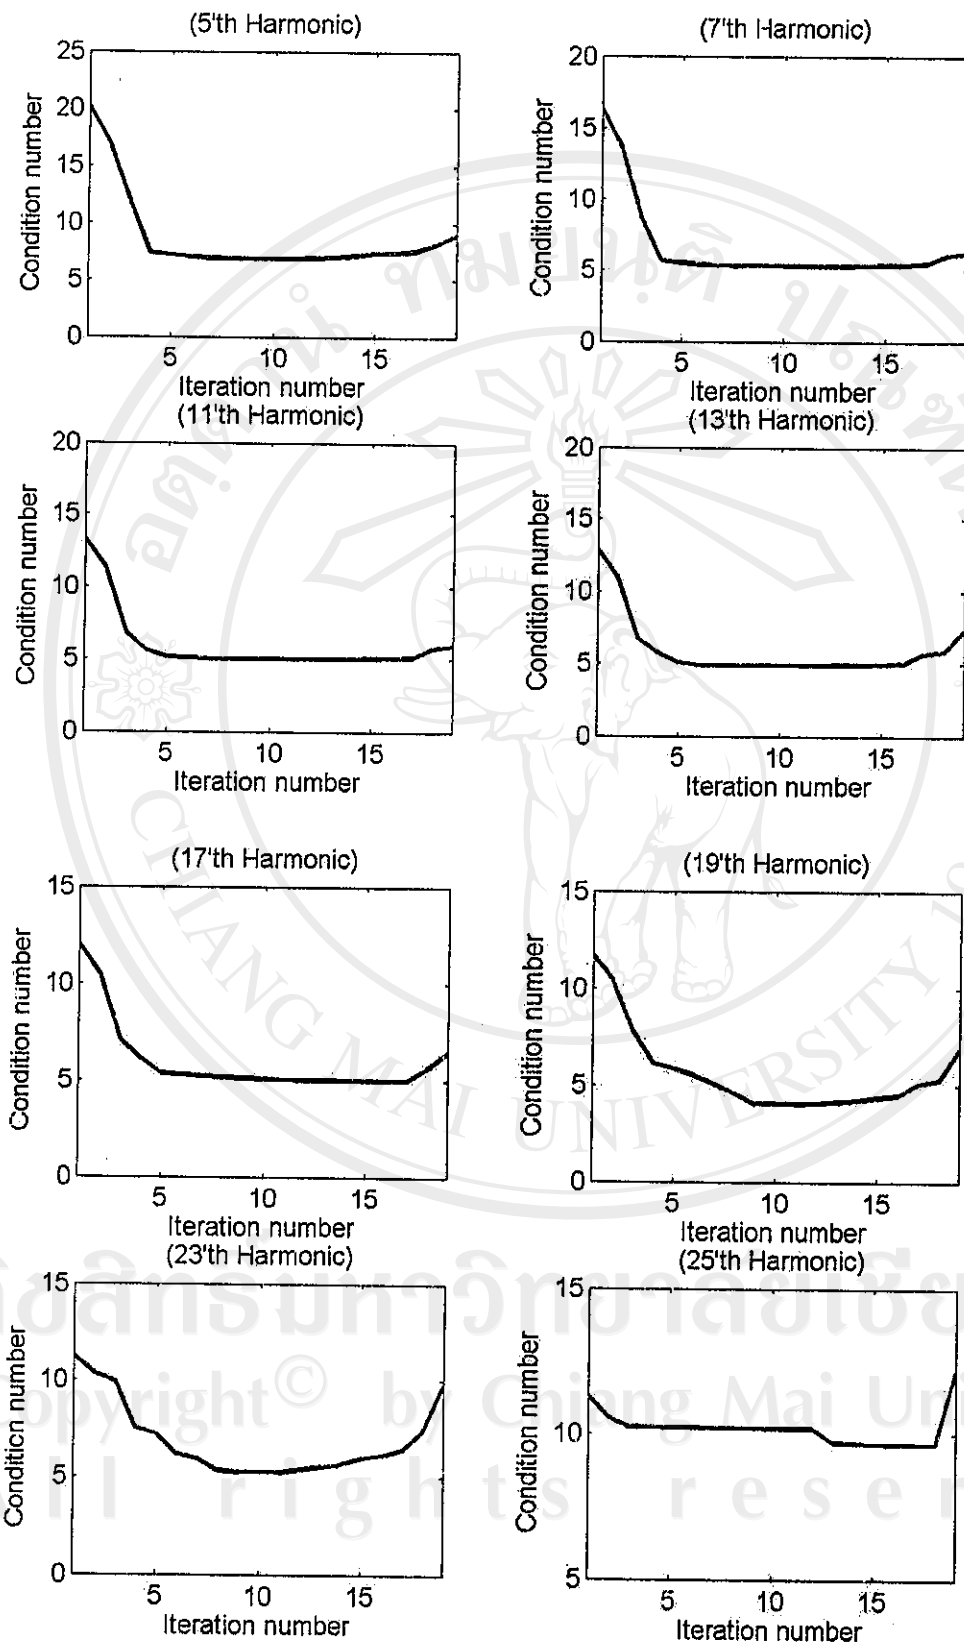 (5'th Harmonic)
25
20
15
10
5
0
Condition number
5 10 15
Iteration number
(7'th Harmonic)
20
15
10
5
0
Condition number
5 10 15
Iteration number
(11'th Harmonic)
20
15
10
5
0
Condition number
5 10 15
Iteration number
(13'th Harmonic)
20
15
10
5
0
Condition number
5 10 15
Iteration number
(17'th Harmonic)
15
10
5
0
Condition number
5 10 15
Iteration number
(19'th Harmonic)
15
10
5
0
Condition number
5 10 15
Iteration number
(23'th Harmonic)
15
10
5
0
Condition number
5 10 15
Iteration number
(25'th Harmonic)
15
10
5
Condition number
5 10 15
Iteration number
CHIANG MAI UNIVERSITY
Copyright © by Chiang Mai Un
rights reser